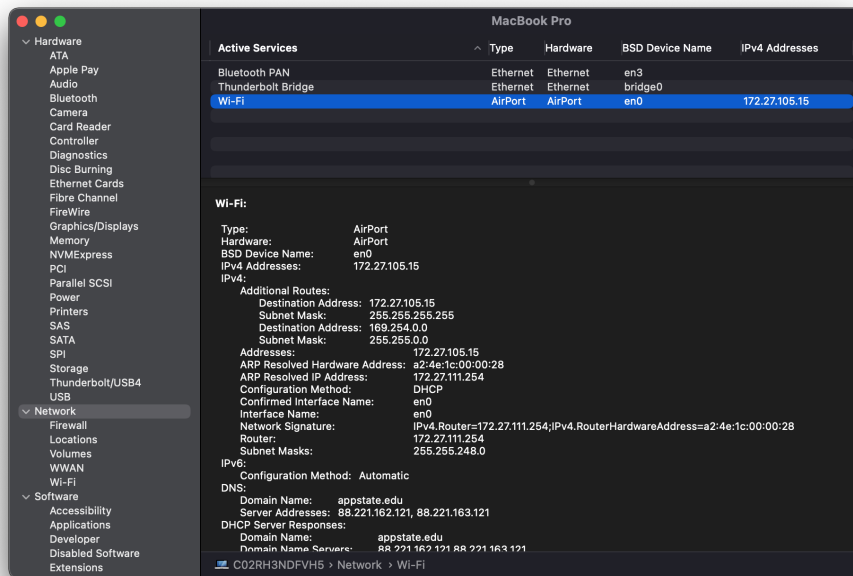 MacBook Pro
Hardware
ATA
Apple Pay
Audio
Bluetooth
Camera
Card Reader
Controller
Diagnostics
Disc Burning
Ethernet Cards
Fibre Channel
FireWire
Graphics/Displays
Memory
NVMExpress
PCI
Parallel SCSI
Power
Printers
SAS
SATA
SPI
Storage
Thunderbolt/USB4
USB
Network
Firewall
Locations
Volumes
WWAN
Wi-Fi
Software
Accessibility
Applications
Developer
Disabled Software
Extensions
Active Services Type Hardware BSD Device Name IPv4 Addresses
Bluetooth PAN Ethernet Ethernet en3
Thunderbolt Bridge Ethernet Ethernet bridge0
Wi-Fi AirPort AirPort en0 172.27.105.15
Wi-Fi:
Type: AirPort
Hardware: AirPort
BSD Device Name: en0
IPv4 Addresses: 172.27.105.15
IPv4:
Additional Routes:
Destination Address: 172.27.105.15
Subnet Mask: 255.255.255.255
Destination Address: 169.254.0.0
Subnet Mask: 255.255.0.0
Addresses: 172.27.105.15
ARP Resolved Hardware Address: a2:4e:1c:00:00:28
ARP Resolved IP Address: 172.27.111.254
Configuration Method: DHCP
Confirmed Interface Name: en0
Interface Name: en0
Network Signature: IPv4.Router=172.27.111.254;IPv4.RouterHardwareAddress=a2:4e:1c:00:00:28
Router: 172.27.111.254
Subnet Masks: 255.255.248.0
IPv6:
Configuration Method: Automatic
DNS:
Domain Name: appstate.edu
Server Addresses: 88.221.162.121, 88.221.163.121
DHCP Server Responses:
Domain Name: appstate.edu
Domain Name Servers: 88.221.162.121,88.221.163.121
C02RH3NDFVH5 › Network › Wi-Fi